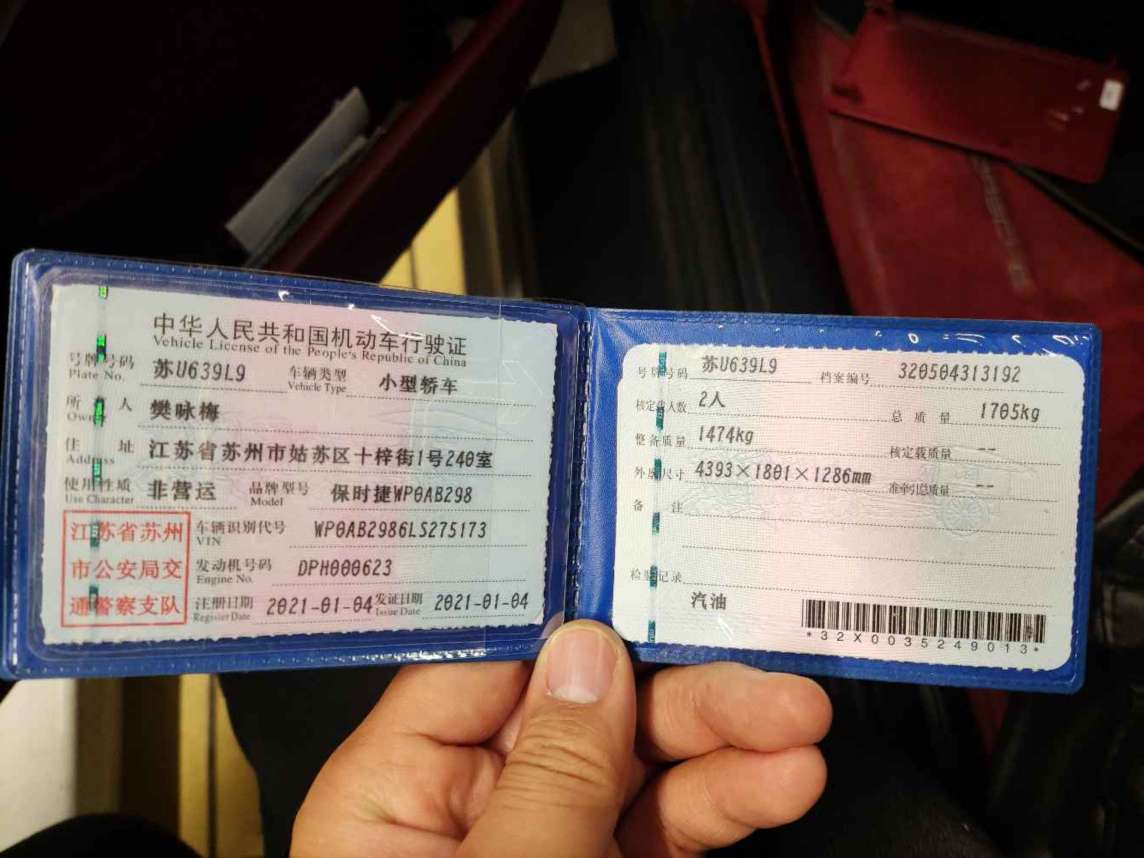 中华人民共和国机动车行驶证
Vehicle License of the People's Republic of China
号牌号码 苏U639L9 车辆类型 小型轿车
Plate No. Vehicle Type
所 人 樊咏梅
Owner
住 址 江苏省苏州市姑苏区十梓街1号240室
Address
使用性质 非营运 品牌型号 保时捷WP0AB298
Use Character Model
江苏省苏州
市公安局交
通警察支队
车辆识别代号 WP0AB2986LS275173
VIN
发动机号码 DPH000623
Engine No.
注册日期 2021-01-04 发证日期 2021-01-04
Register Date Issue Date
号牌号码 苏U639L9 档案编号 320504313192
核定载人数 2人 总 质 量 1705kg
整备质量 1474kg 核定载质量 --
外廓尺寸 4393×1801×1286mm 准牵引总质量 --
备 注
检验记录
汽油
*32X0035249013*